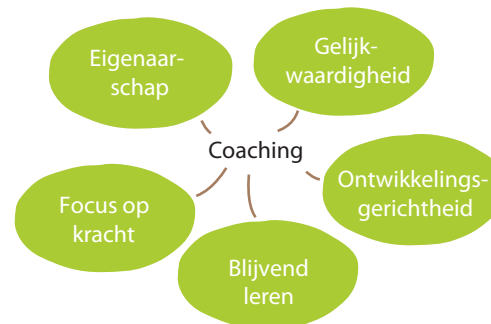 Eigenaar-
schap
Gelijk-
waardigheid
Coaching
Focus op
kracht
Ontwikkelings-
gerichtheid
Blijvend
leren